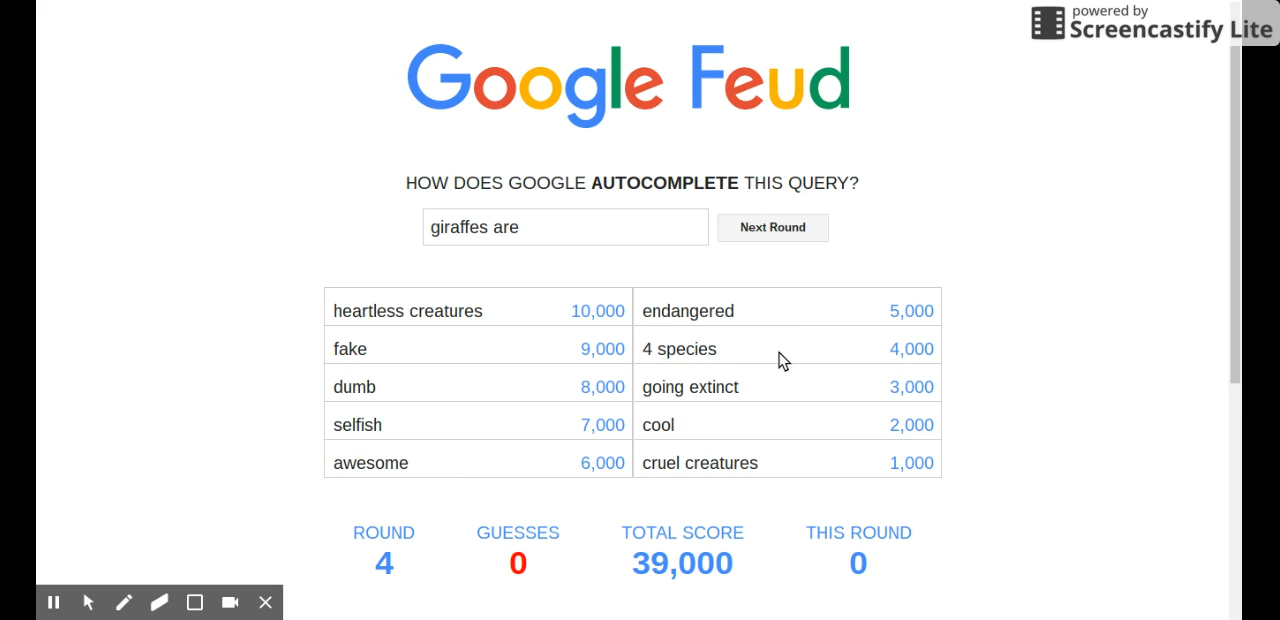 powered by
Screencastify Lite
Google Feud
HOW DOES GOOGLE AUTOCOMPLETE THIS QUERY?
giraffes are
Next Round
heartless creatures 10,000 endangered 5,000
fake 9,000 4 species 4,000
dumb 8,000 going extinct 3,000
selfish 7,000 cool 2,000
awesome 6,000 cruel creatures 1,000
ROUND GUESSES TOTAL SCORE THIS ROUND
4 0 39,000 0